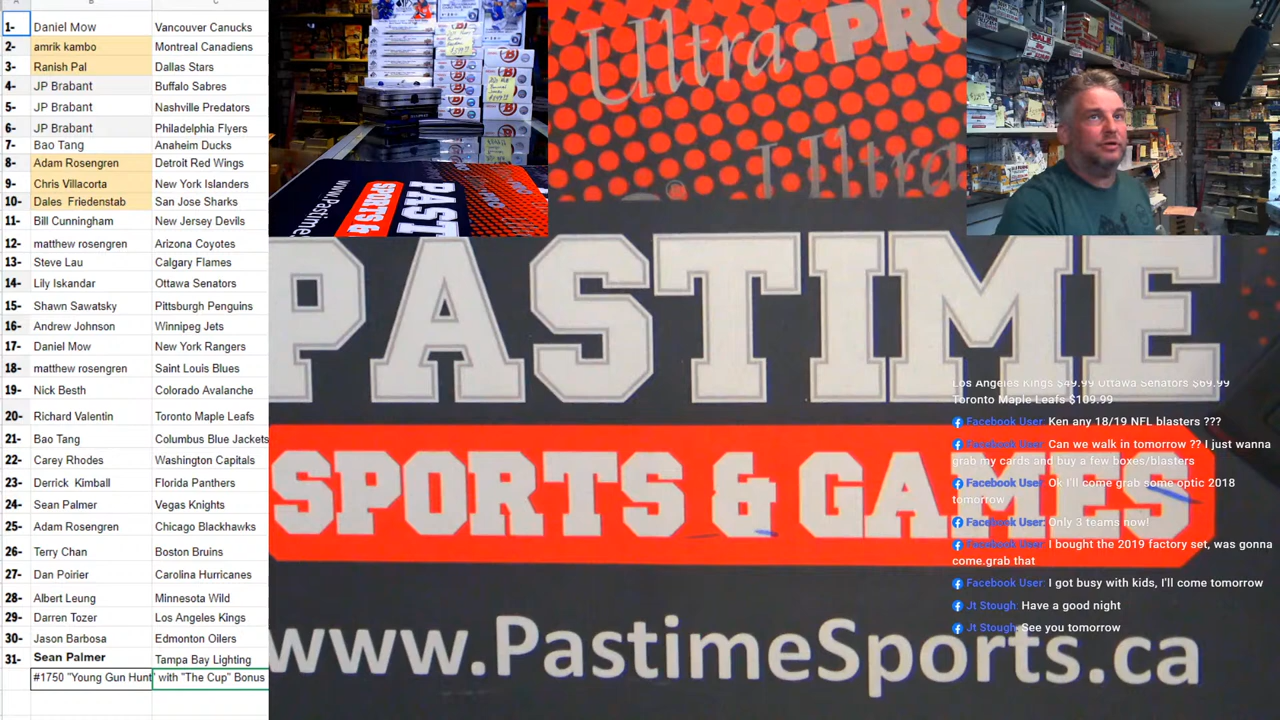 1- Daniel Mow Vancouver Canucks
2- amrik kambo Montreal Canadiens
3- Ranish Pal Dallas Stars
4- JP Brabant Buffalo Sabres
5- JP Brabant Nashville Predators
6- JP Brabant Philadelphia Flyers
7- Bao Tang Anaheim Ducks
8- Adam Rosengren Detroit Red Wings
9- Chris Villacorta New York Islanders
10- Dales Friedenstab San Jose Sharks
11- Bill Cunningham New Jersey Devils
12- matthew rosengren Arizona Coyotes
13- Steve Lau Calgary Flames
14- Lily Iskandar Ottawa Senators
15- Shawn Sawatsky Pittsburgh Penguins
16- Andrew Johnson Winnipeg Jets
17- Daniel Mow New York Rangers
18- matthew rosengren Saint Louis Blues
19- Nick Besth Colorado Avalanche
20- Richard Valentin Toronto Maple Leafs
21- Bao Tang Columbus Blue Jackets
22- Carey Rhodes Washington Capitals
23- Derrick Kimball Florida Panthers
24- Sean Palmer Vegas Knights
25- Adam Rosengren Chicago Blackhawks
26- Terry Chan Boston Bruins
27- Dan Poirier Carolina Hurricanes
28- Albert Leung Minnesota Wild
29- Darren Tozer Los Angeles Kings
30- Jason Barbosa Edmonton Oilers
31- Sean Palmer Tampa Bay Lighting
#1750 "Young Gun Hunt" with "The Cup" Bonus
www.Pastime
PAST
SPORTS &
Ultra PRO
Ultra
PASTIME
SPORTS & GAMES
www.PastimeSports.ca
Los Angeles Kings $49.99 Ottawa Senators $69.99
Toronto Maple Leafs $109.99
Facebook User: Ken any 18/19 NFL blasters ???
Facebook User: Can we walk in tomorrow ?? I just wanna
grab my cards and buy a few boxes/blasters
Facebook User: Ok I'll come grab some optic 2018
tomorrow
Facebook User: Only 3 teams now!
Facebook User: I bought the 2019 factory set, was gonna
come.grab that
Facebook User: I got busy with kids, I'll come tomorrow
Jt Stough: Have a good night
Jt Stough: See you tomorrow